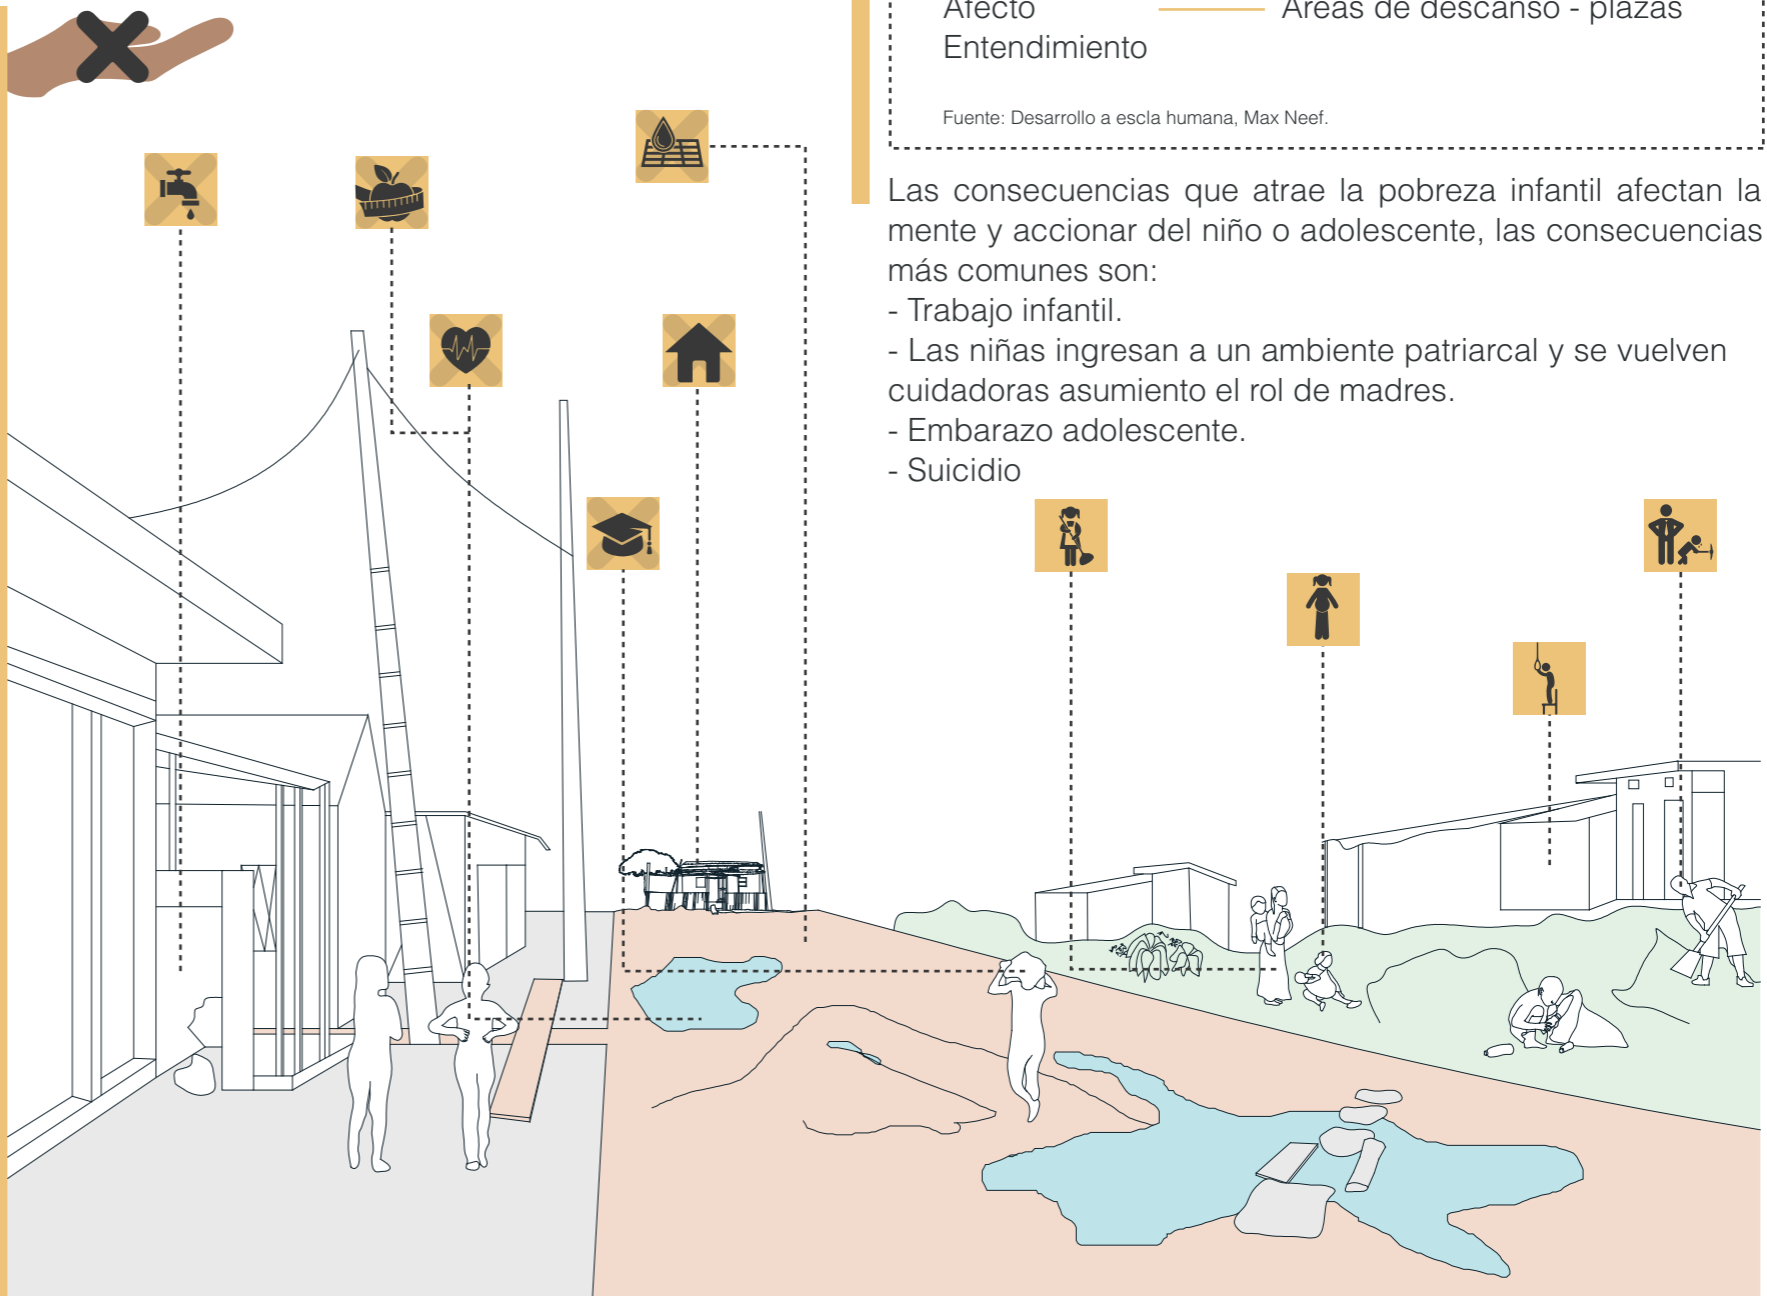 Afecto Áreas de descanso - plazas
Entendimiento
Fuente: Desarrollo a escla humana, Max Neef.
Las consecuencias que atrae la pobreza infantil afectan la
mente y accionar del niño o adolescente, las consecuencias
más comunes son:
- Trabajo infantil.
- Las niñas ingresan a un ambiente patriarcal y se vuelven
cuidadoras asumiento el rol de madres.
- Embarazo adolescente.
- Suicidio